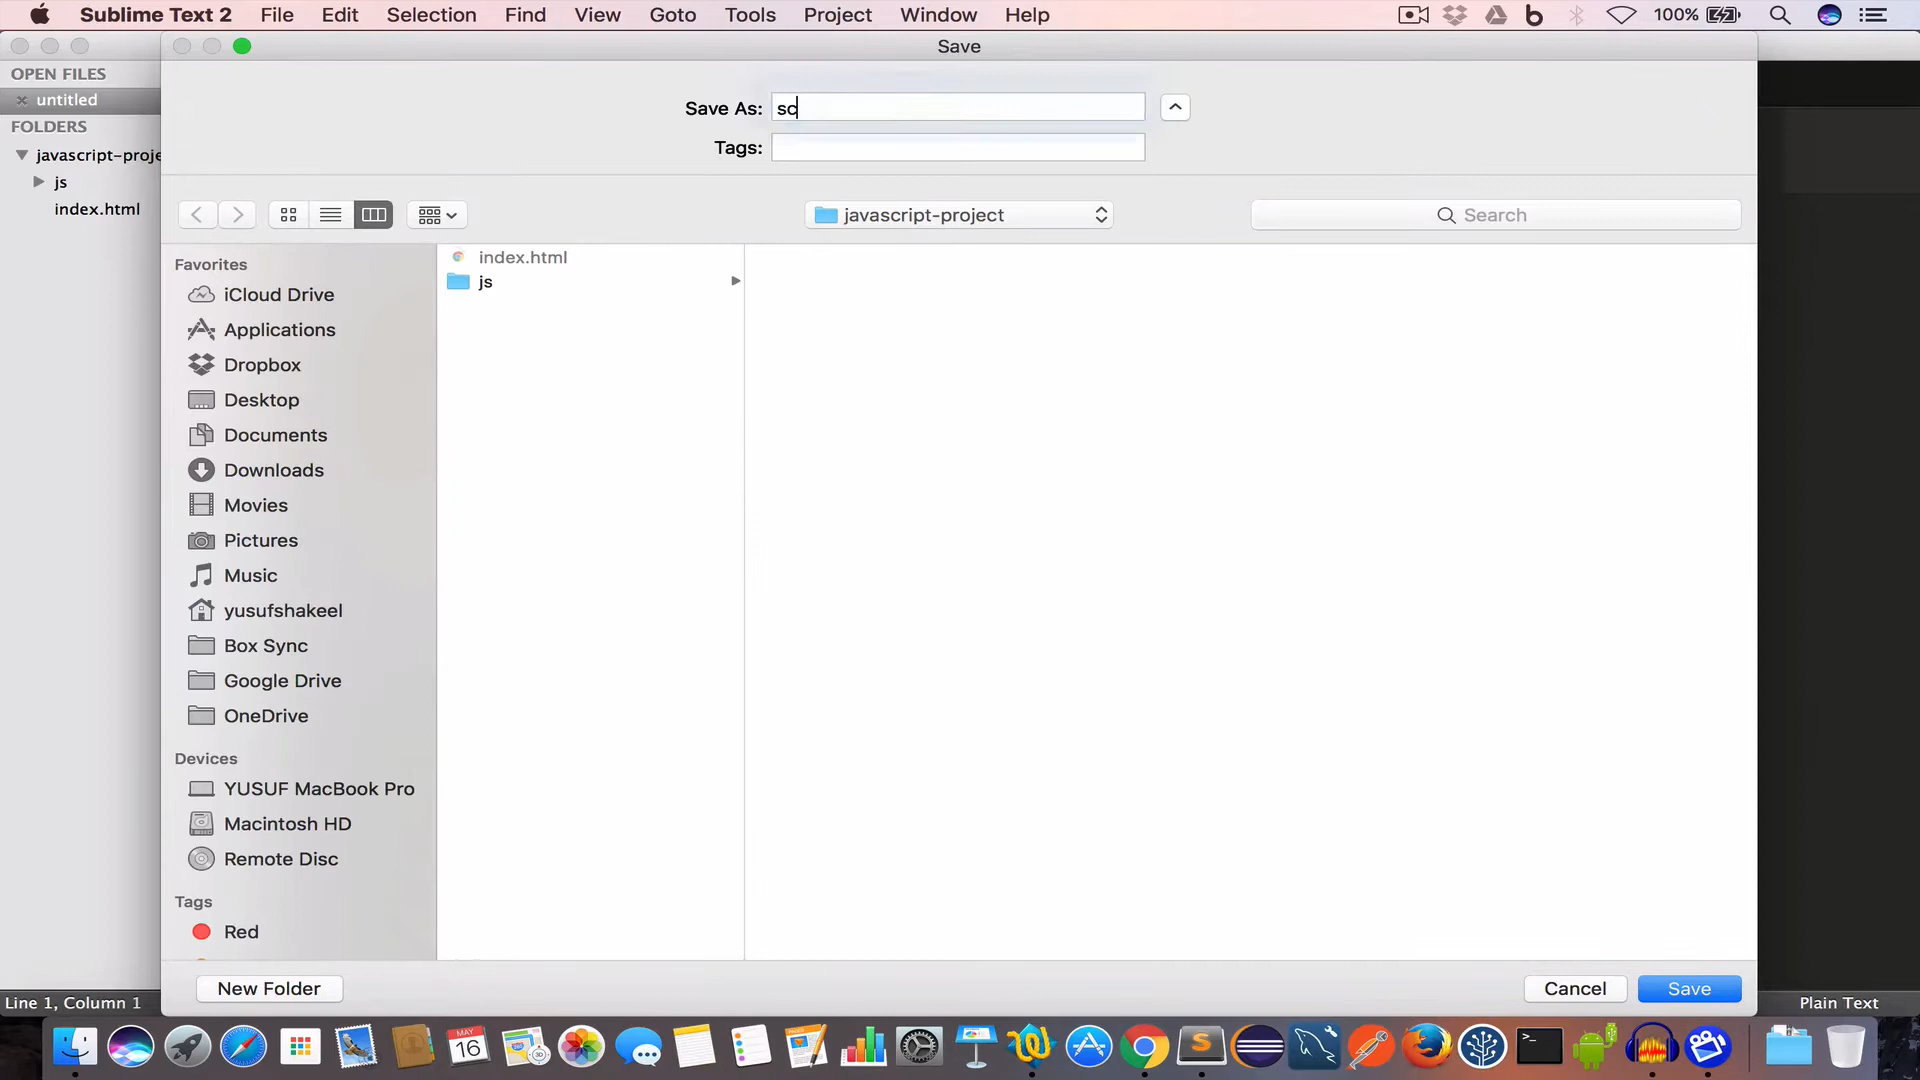 Sublime Text 2 File Edit Selection Find View Goto Tools Project Window Help 100%
Save
OPEN FILES
untitled
FOLDERS
javascript-proje
js
index.html
Save As: sc
Tags:
javascript-project
Search
Favorites
iCloud Drive
Applications
Dropbox
Desktop
Documents
Downloads
Movies
Pictures
Music
yusufshakeel
Box Sync
Google Drive
OneDrive
Devices
YUSUF MacBook Pro
Macintosh HD
Remote Disc
Tags
Red
index.html
js
New Folder
Cancel
Save
Line 1, Column 1
Plain Text
MAY
16